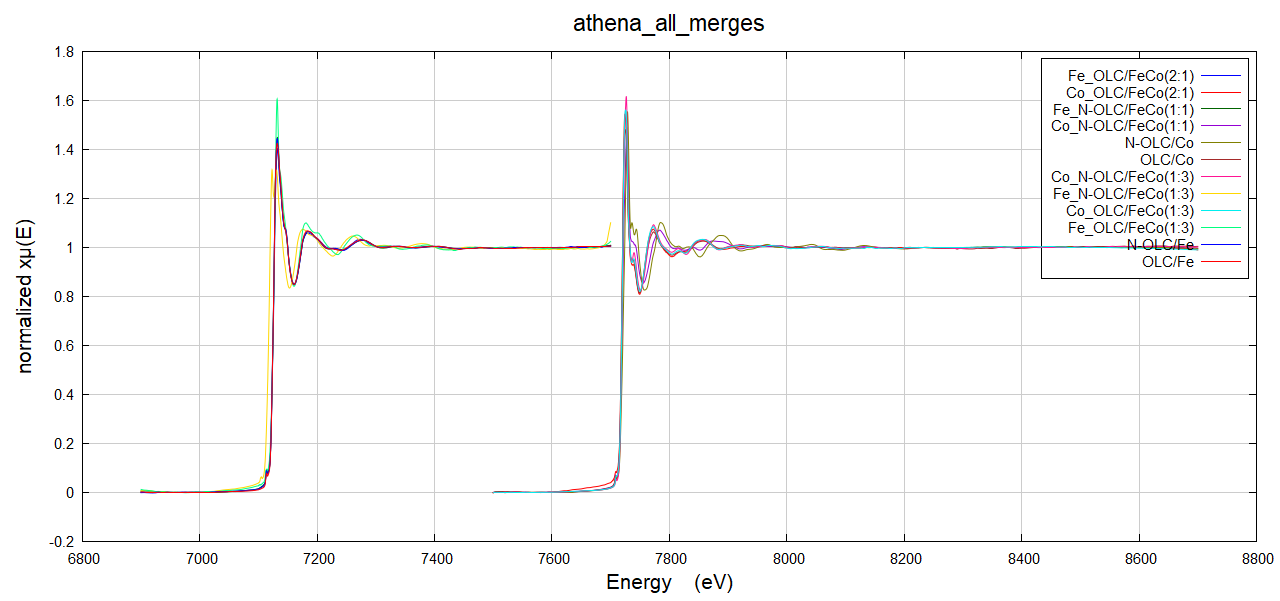 athena_all_merges
normalized xμ(E)
1.8
1.6
1.4
1.2
1
0.8
0.6
0.4
0.2
0
-0.2
6800 7000 7200 7400 7600 7800 8000 8200 8400 8600 8800
Energy (eV)
Fe_OLC/FeCo(2:1)
Co_OLC/FeCo(2:1)
Fe_N-OLC/FeCo(1:1)
Co_N-OLC/FeCo(1:1)
N-OLC/Co
OLC/Co
Co_N-OLC/FeCo(1:3)
Fe_N-OLC/FeCo(1:3)
Co_OLC/FeCo(1:3)
Fe_OLC/FeCo(1:3)
N-OLC/Fe
OLC/Fe